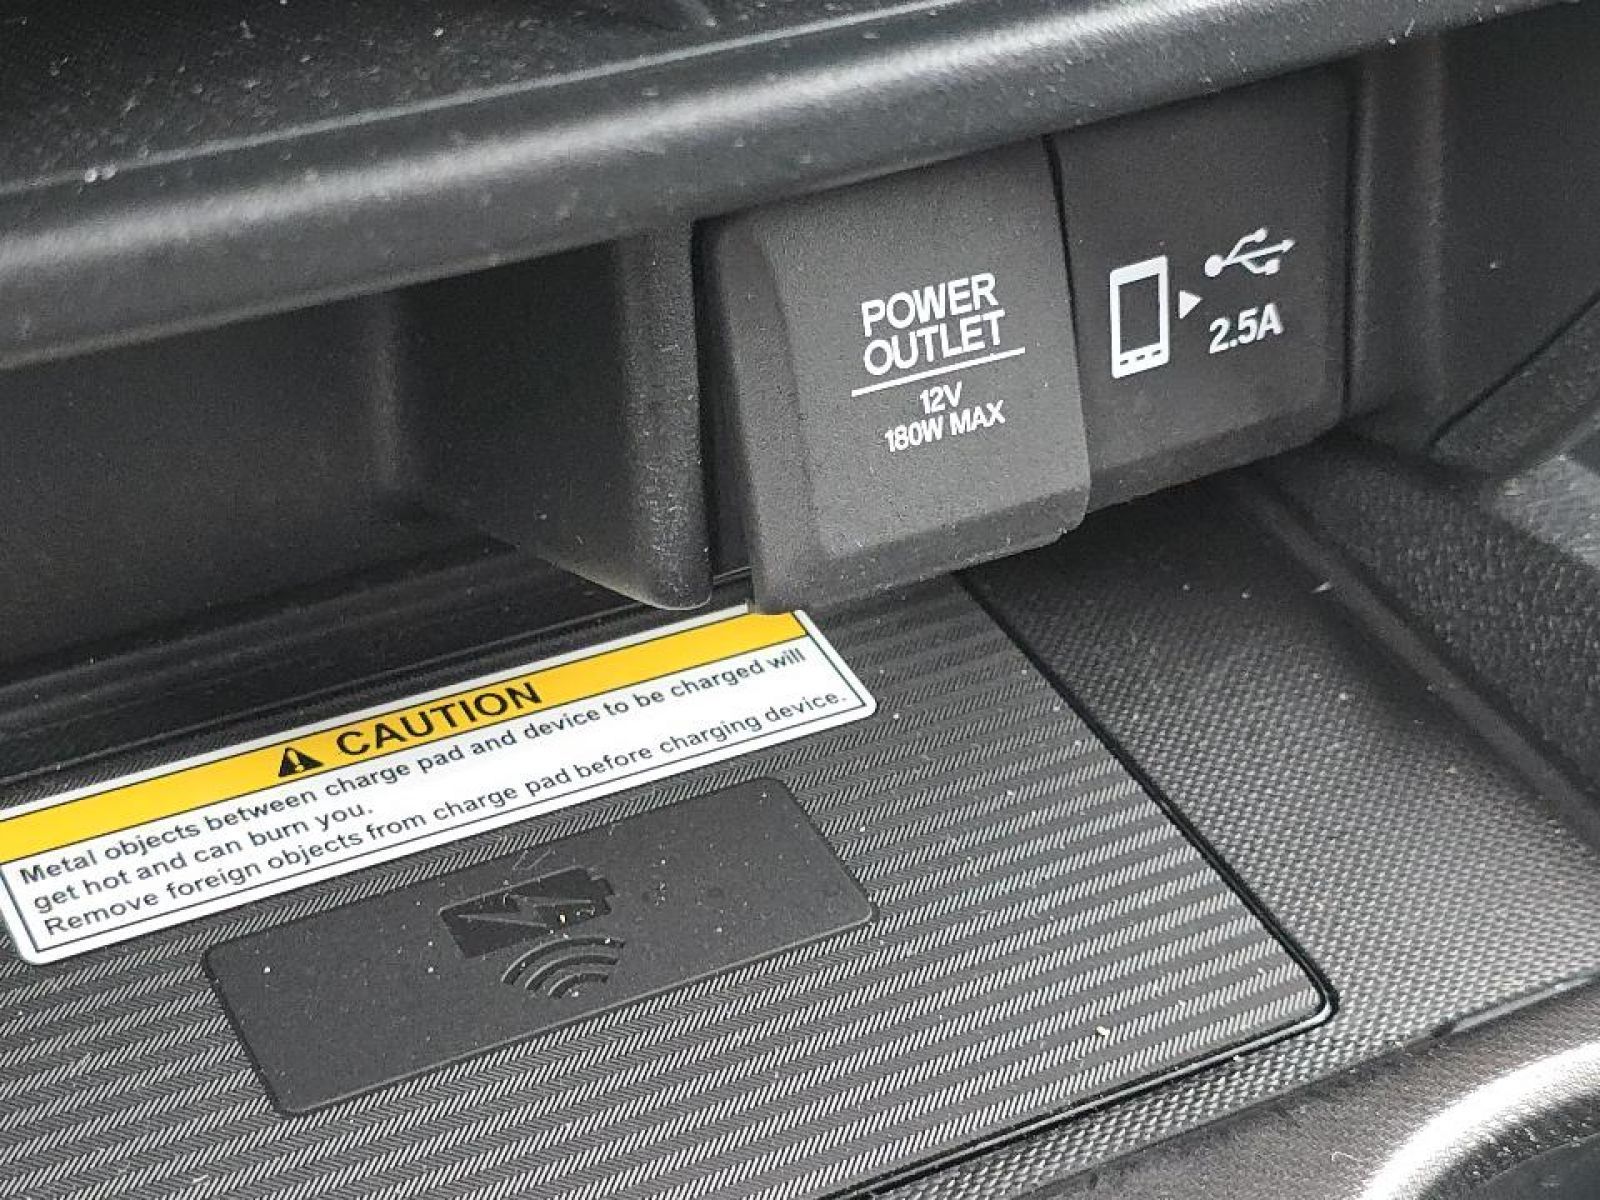 POWER
OUTLET
12V
180W MAX
2.5A
CAUTION
Metal objects between charge pad and device to be charged will
get hot and can burn you.
Remove foreign objects from charge pad before charging device.